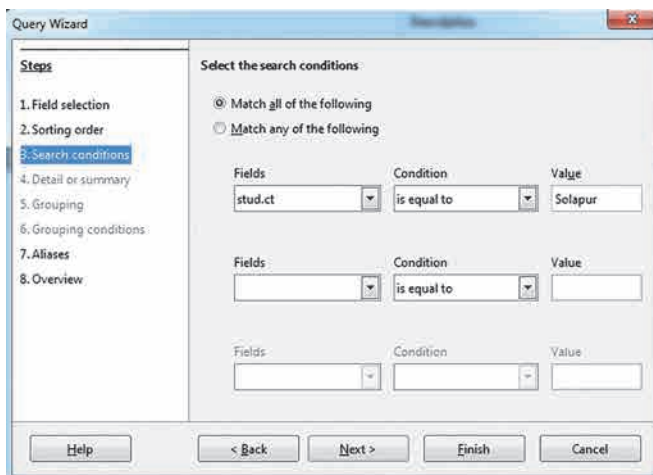 Query Wizard
Steps
1. Field selection
2. Sorting order
3. Search conditions
4. Detail or summary
5. Grouping
6. Grouping conditions
7. Aliases
8. Overview
Select the search conditions
Match all of the following
Match any of the following
Fields Condition Value
stud.ct is equal to Solapur
Fields Condition Value
is equal to
Fields Condition Value
Help < Back Next > Finish Cancel